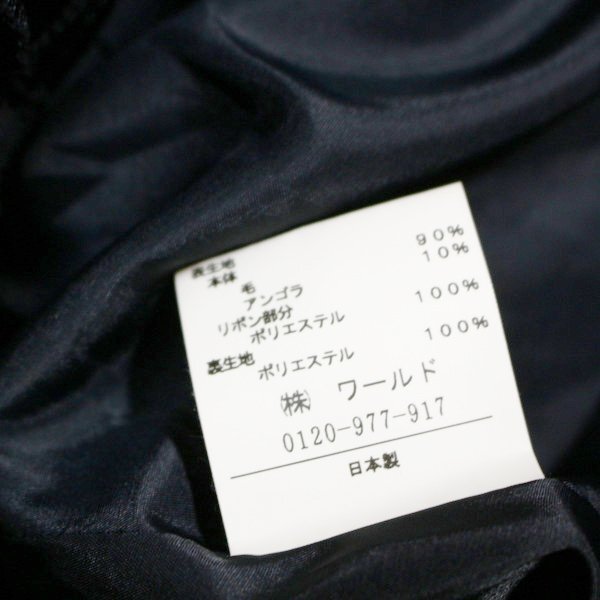 表生地
本体
毛 90%
アンゴラ 10%
リボン部分
ポリエステル 100%
裏生地
ポリエステル 100%
㈱ ワールド
0120-977-917
日本製